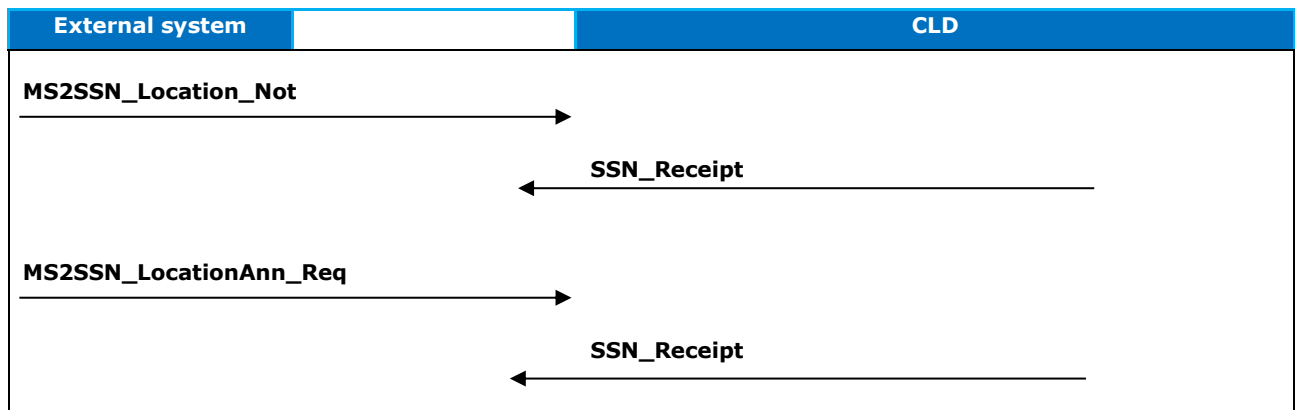 External system
CLD
MS2SSN_Location_Not
SSN_Receipt
MS2SSN_LocationAnn_Req
SSN_Receipt